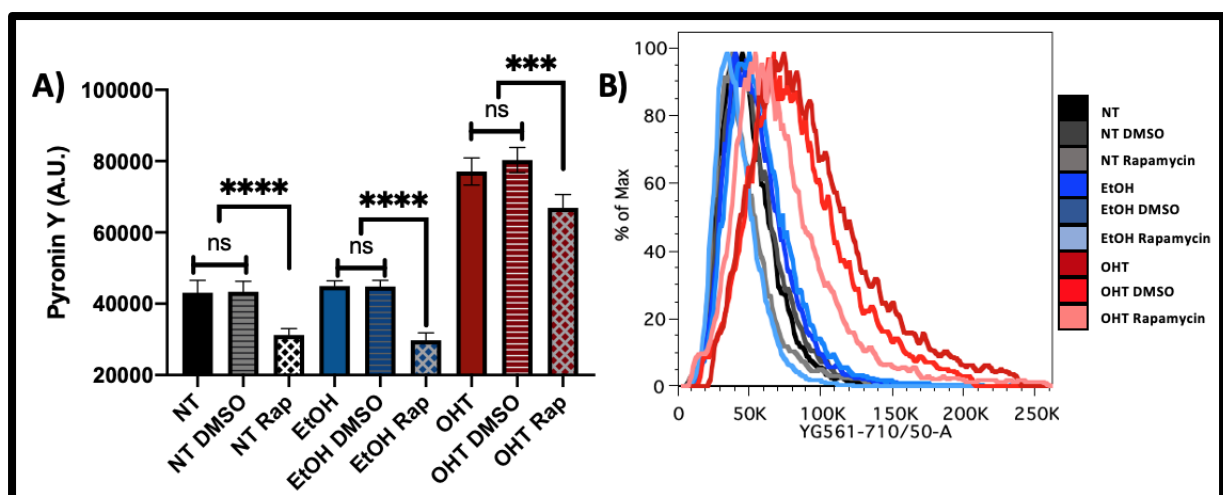 A)
Pyronin Y (A.U.)
100000
80000
60000
40000
20000
****
ns
****
ns
***
ns
NT
NT DMSO
NT Rap
EtOH
EtOH DMSO
EtOH Rap
OHT
OHT DMSO
OHT Rap
B)
% of Max
100
80
60
40
20
0
0 50K 100K 150K 200K 250K
YG561-710/50-A
NT
NT DMSO
NT Rapamycin
EtOH
EtOH DMSO
EtOH Rapamycin
OHT
OHT DMSO
OHT Rapamycin